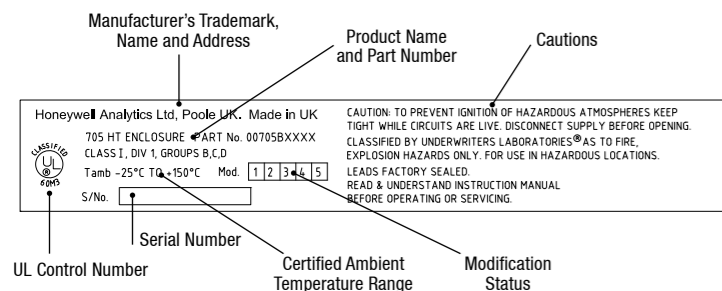 Manufacturer's Trademark,
Name and Address
Product Name
and Part Number
Cautions
Honeywell Analytics Ltd, Poole UK. Made in UK
705 HT ENCLOSURE PART No. 00705BXXXX
CLASS I, DIV 1, GROUPS B,C,D
Tamb -25°C TO +150°C Mod. 1 2 3 4 5
S/No.
CLASSIFIED
UL
®
60M3
CAUTION: TO PREVENT IGNITION OF HAZARDOUS ATMOSPHERES KEEP
TIGHT WHILE CIRCUITS ARE LIVE. DISCONNECT SUPPLY BEFORE OPENING.
CLASSIFIED BY UNDERWRITERS LABORATORIES® AS TO FIRE,
EXPLOSION HAZARDS ONLY. FOR USE IN HAZARDOUS LOCATIONS.
LEADS FACTORY SEALED.
READ & UNDERSTAND INSTRUCTION MANUAL
BEFORE OPERATING OR SERVICING.
Serial Number
UL Control Number
Certified Ambient
Temperature Range
Modification
Status